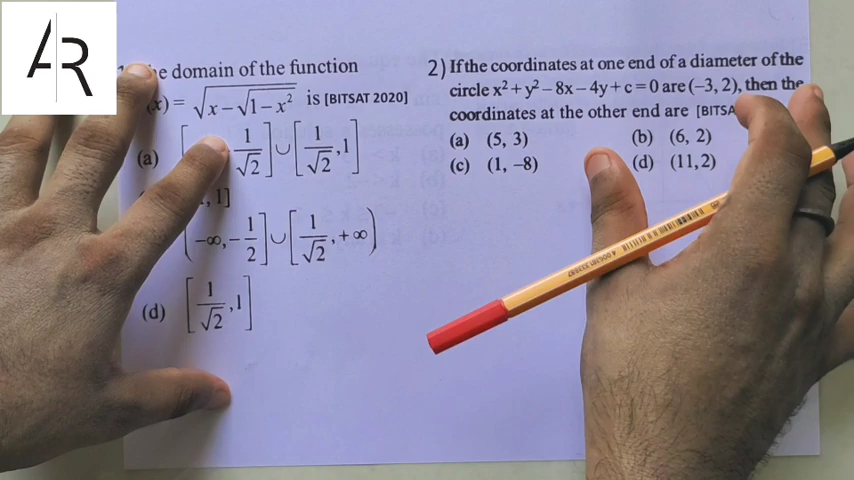 AR
he domain of the function
(x) = √(x − √(1 − x²)) is [BITSAT 2020]
(a) [ 1/√2] ∪ [1/√2, 1]
, 1]
(−∞, −1/2] ∪ [1/√2, +∞)
(d) [1/√2, 1]
2) If the coordinates at one end of a diameter of the
circle x² + y² − 8x − 4y + c = 0 are (−3, 2), then the
coordinates at the other end are [BITSA
(a) (5, 3) (b) (6, 2)
(c) (1, −8) (d) (11, 2)